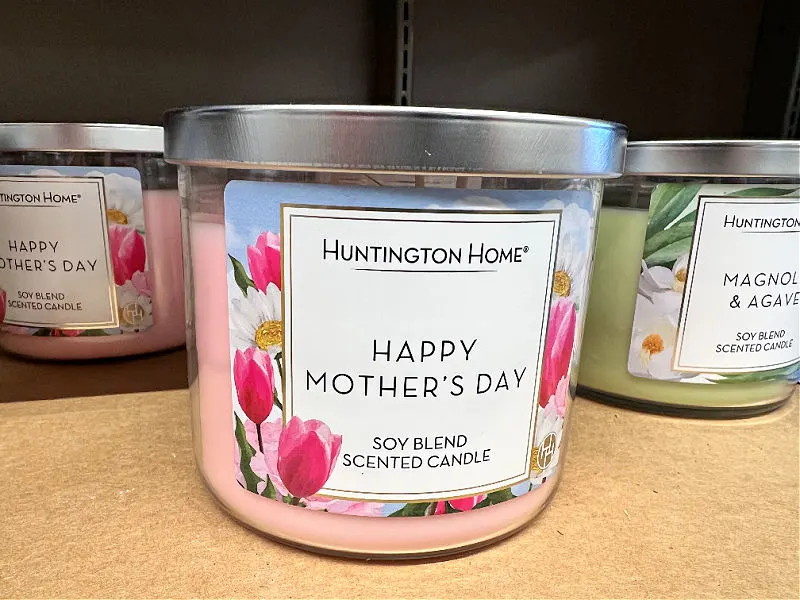 HUNTINGTON HOME®
HAPPY
MOTHER'S DAY
SOY BLEND
SCENTED CANDLE
HUNTINGTON HOME®
HAPPY
MOTHER'S DAY
SOY BLEND
SCENTED CANDLE
HUNTINGTON
MAGNOL
& AGAVE
SOY BLEND
SCENTED CANDLE